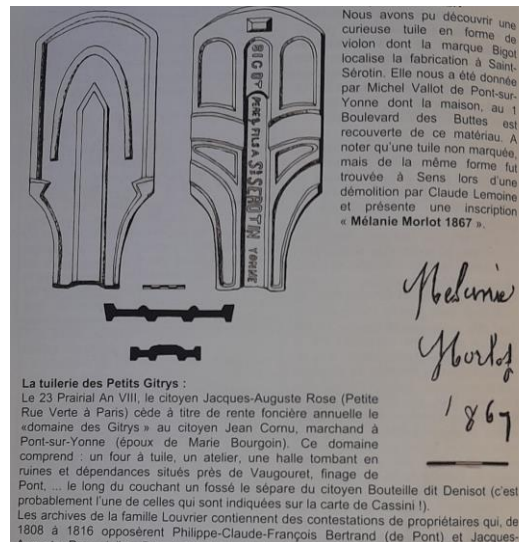 Nous avons pu découvrir une
curieuse tuile en forme de
violon dont la marque Bigot
localise la fabrication à Saint-
Sérotin. Elle nous a été donnée
par Michel Vallot de Pont-sur-
Yonne dont la maison, au 1
Boulevard des Buttes est
recouverte de ce matériau. A
noter qu'une tuile non marquée,
mais de la même forme fut
trouvée à Sens lors d'une
démolition par Claude Lemoine
et présente une inscription
« Mélanie Morlot 1867 ».
BIGOT PERE & FILS A ST SEROTIN YONNE
Melanie
Morlot
1867
La tuilerie des Petits Gitrys :
Le 23 Prairial An VIII, le citoyen Jacques-Auguste Rose (Petite
Rue Verte à Paris) cède à titre de rente foncière annuelle le
«domaine des Gitrys » au citoyen Jean Cornu, marchand à
Pont-sur-Yonne (époux de Marie Bourgoin). Ce domaine
comprend : un four à tuile, un atelier, une halle tombant en
ruines et dépendances situés près de Vaugouret, finage de
Pont, ... le long du couchant un fossé le sépare du citoyen Bouteille dit Denisot (c'est
probablement l'une de celles qui sont indiquées sur la carte de Cassini !).
Les archives de la famille Louvrier contiennent des contestations de propriétaires qui, de
1808 à 1816 opposèrent Philippe-Claude-François Bertrand (de Pont) et Jacques-